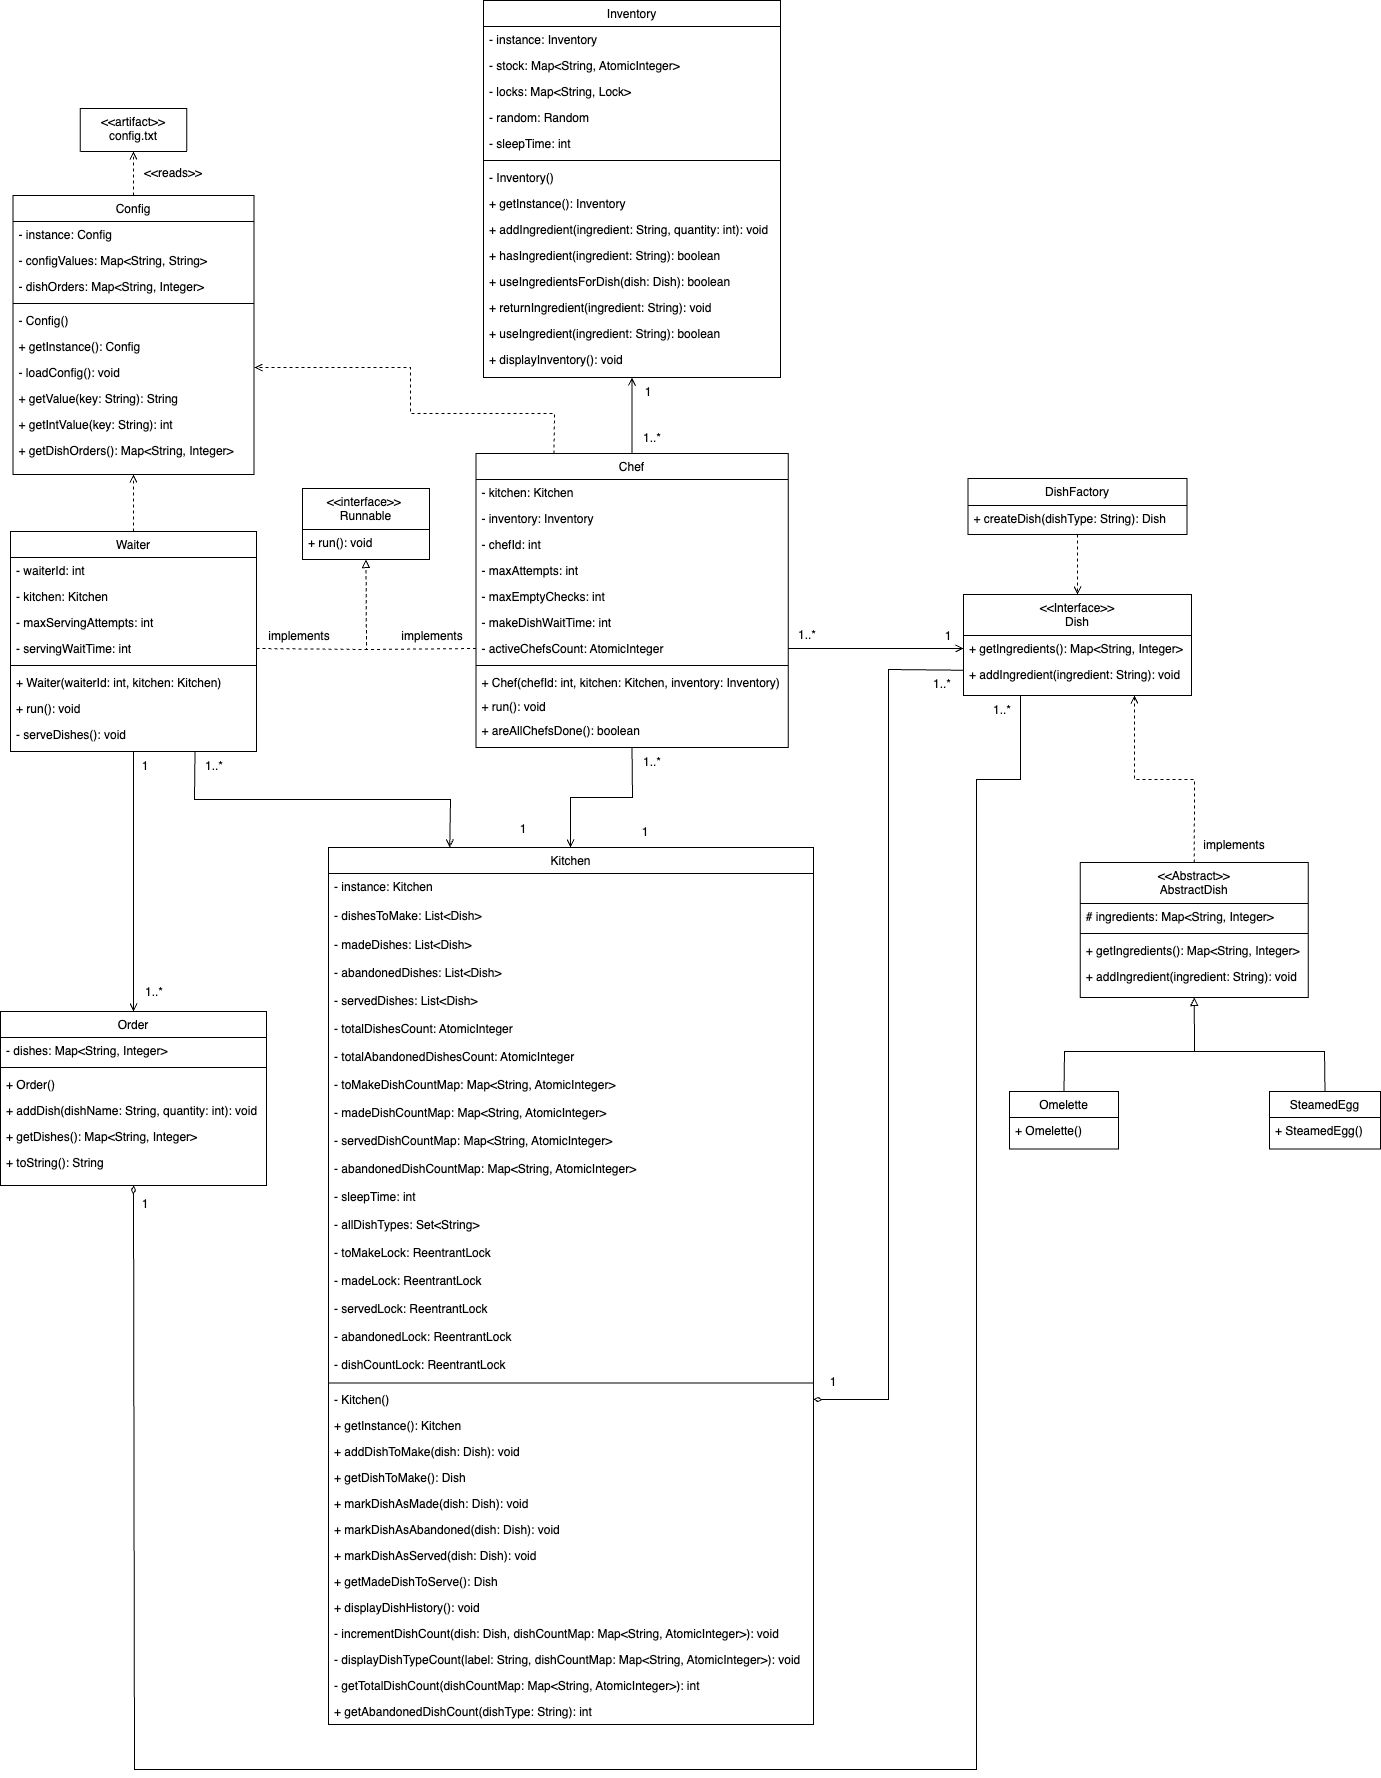 Inventory
- instance: Inventory
- stock: Map<String, AtomicInteger>
- locks: Map<String, Lock>
- random: Random
- sleepTime: int
- Inventory()
+ getInstance(): Inventory
+ addIngredient(ingredient: String, quantity: int): void
+ hasIngredient(ingredient: String): boolean
+ useIngredientsForDish(dish: Dish): boolean
+ returnIngredient(ingredient: String): void
+ useIngredient(ingredient: String): boolean
+ displayInventory(): void
<<artifact>>
config.txt
<<reads>>
Config
- instance: Config
- configValues: Map<String, String>
- dishOrders: Map<String, Integer>
- Config()
+ getInstance(): Config
- loadConfig(): void
+ getValue(key: String): String
+ getIntValue(key: String): int
+ getDishOrders(): Map<String, Integer>
1
1..*
<<interface>>
Runnable
+ run(): void
Chef
- kitchen: Kitchen
- inventory: Inventory
- chefId: int
- maxAttempts: int
- maxEmptyChecks: int
- makeDishWaitTime: int
- activeChefsCount: AtomicInteger
+ Chef(chefId: int, kitchen: Kitchen, inventory: Inventory)
+ run(): void
+ areAllChefsDone(): boolean
DishFactory
+ createDish(dishType: String): Dish
Waiter
- waiterId: int
- kitchen: Kitchen
- maxServingAttempts: int
- servingWaitTime: int
+ Waiter(waiterId: int, kitchen: Kitchen)
+ run(): void
- serveDishes(): void
implements
implements
1..*
1
<<Interface>>
Dish
+ getIngredients(): Map<String, Integer>
+ addIngredient(ingredient: String): void
1..*
1..*
1
1..*
1..*
1
1
implements
<<Abstract>>
AbstractDish
# ingredients: Map<String, Integer>
+ getIngredients(): Map<String, Integer>
+ addIngredient(ingredient: String): void
Omelette
+ Omelette()
SteamedEgg
+ SteamedEgg()
1..*
Order
- dishes: Map<String, Integer>
+ Order()
+ addDish(dishName: String, quantity: int): void
+ getDishes(): Map<String, Integer>
+ toString(): String
1
Kitchen
- instance: Kitchen
- dishesToMake: List<Dish>
- madeDishes: List<Dish>
- abandonedDishes: List<Dish>
- servedDishes: List<Dish>
- totalDishesCount: AtomicInteger
- totalAbandonedDishesCount: AtomicInteger
- toMakeDishCountMap: Map<String, AtomicInteger>
- madeDishCountMap: Map<String, AtomicInteger>
- servedDishCountMap: Map<String, AtomicInteger>
- abandonedDishCountMap: Map<String, AtomicInteger>
- sleepTime: int
- allDishTypes: Set<String>
- toMakeLock: ReentrantLock
- madeLock: ReentrantLock
- servedLock: ReentrantLock
- abandonedLock: ReentrantLock
- dishCountLock: ReentrantLock
1
- Kitchen()
+ getInstance(): Kitchen
+ addDishToMake(dish: Dish): void
+ getDishToMake(): Dish
+ markDishAsMade(dish: Dish): void
+ markDishAsAbandoned(dish: Dish): void
+ markDishAsServed(dish: Dish): void
+ getMadeDishToServe(): Dish
+ displayDishHistory(): void
- incrementDishCount(dish: Dish, dishCountMap: Map<String, AtomicInteger>): void
- displayDishTypeCount(label: String, dishCountMap: Map<String, AtomicInteger>): void
- getTotalDishCount(dishCountMap: Map<String, AtomicInteger>): int
+ getAbandonedDishCount(dishType: String): int